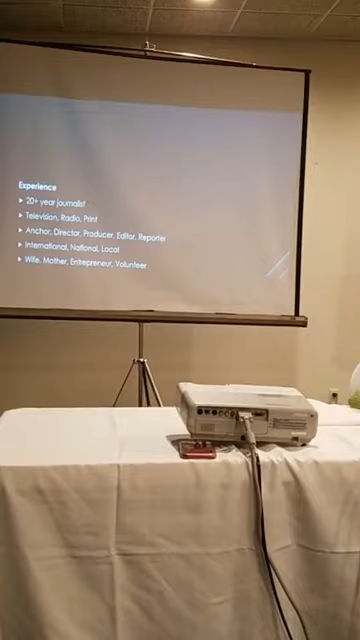 Experience
20+ year journalist
Television, Radio, Print
Anchor, Director, Producer, Editor, Reporter
International, National, Local
Wife, Mother, Entrepreneur, Volunteer